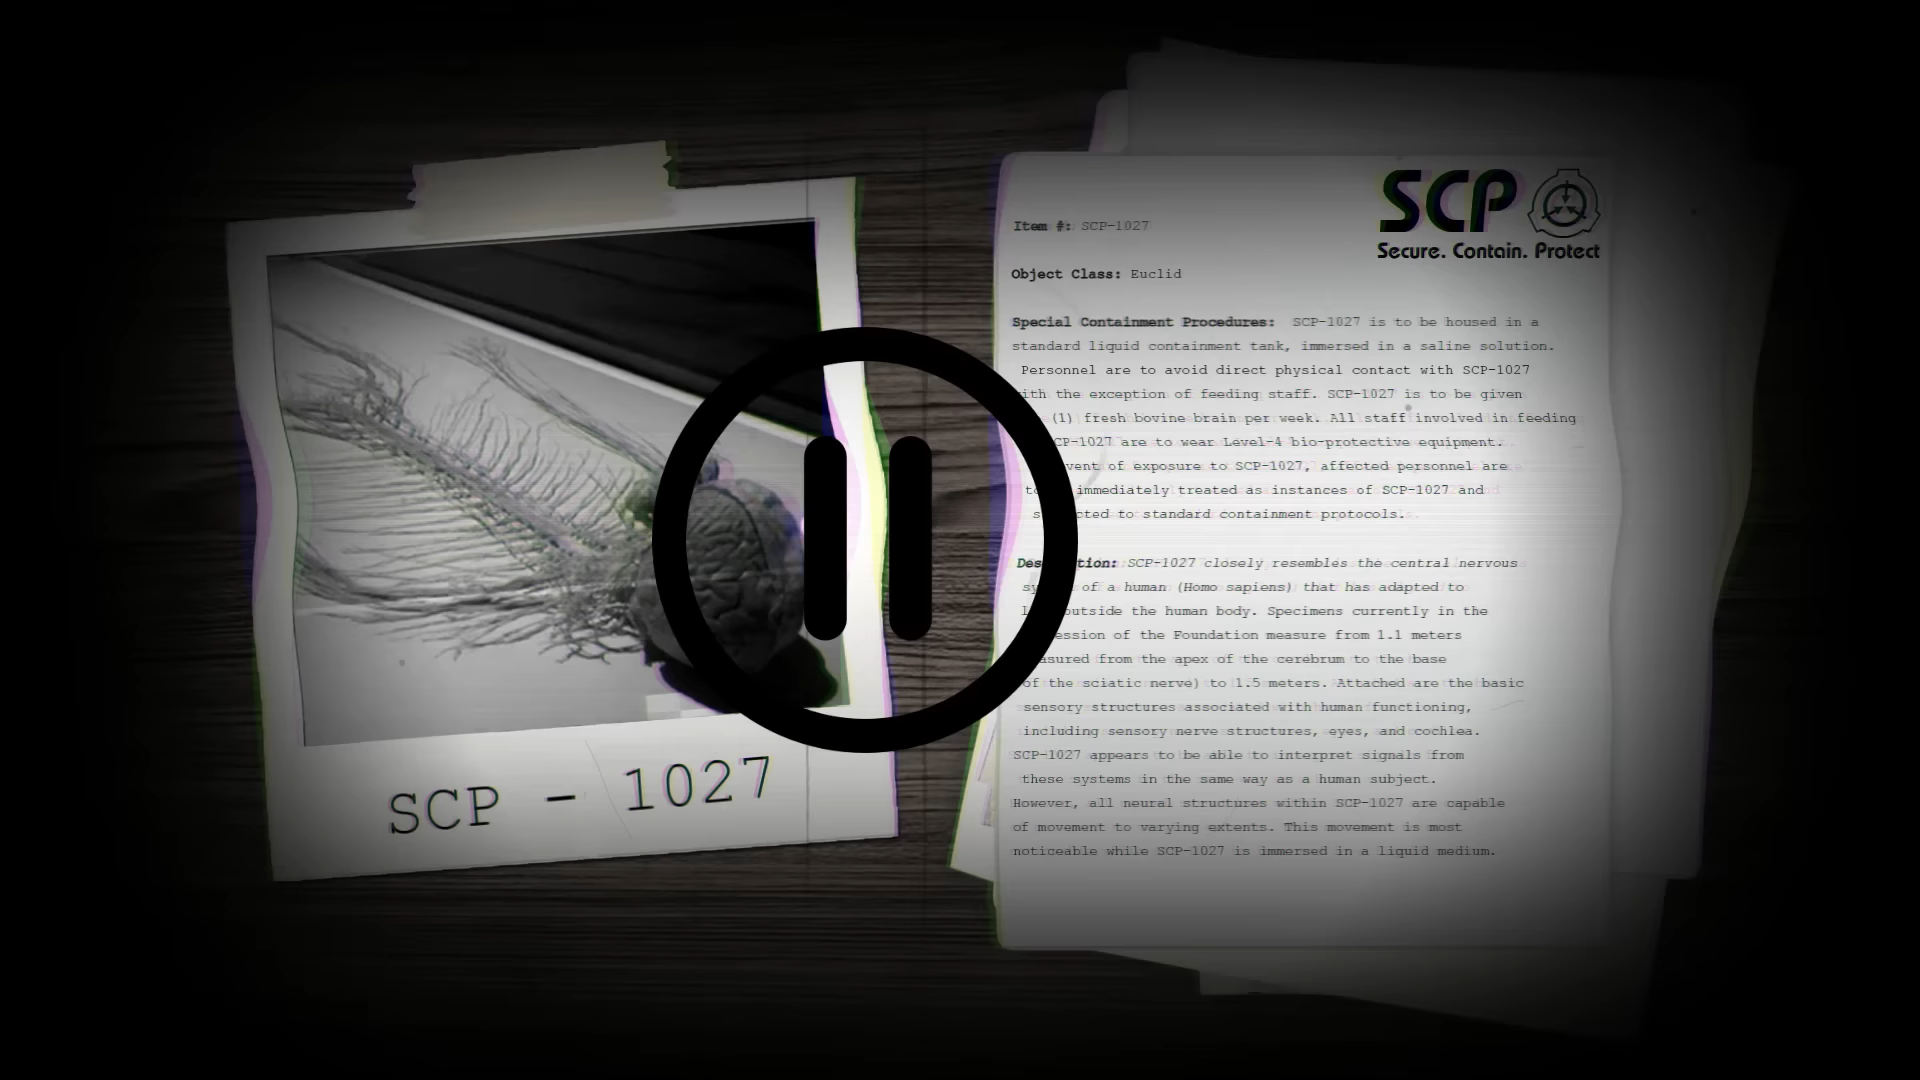 SCP - 1027
SCP
Secure. Contain. Protect
Item #: SCP-1027
Object Class: Euclid
Special Containment Procedures: SCP-1027 is to be housed in a
standard liquid containment tank, immersed in a saline solution.
Personnel are to avoid direct physical contact with SCP-1027
the exception of feeding staff. SCP-1027 is to be given
(1) fresh bovine brain per week. All staff involved in feeding
CP-1027 are to wear Level-4 bio-protective equipment.
vent of exposure to SCP-1027, affected personnel are
to immediately treated as instances of SCP-1027 and
cted to standard containment protocols.
Des tion: SCP-1027 closely resembles the central nervous
sy of a human (Homo sapiens) that has adapted to
outside the human body. Specimens currently in the
ession of the Foundation measure from 1.1 meters
asured from the apex of the cerebrum to the base
of the sciatic nerve) to 1.5 meters. Attached are the basic
sensory structures associated with human functioning,
including sensory nerve structures, eyes, and cochlea.
SCP-1027 appears to be able to interpret signals from
these systems in the same way as a human subject.
However, all neural structures within SCP-1027 are capable
of movement to varying extents. This movement is most
noticeable while SCP-1027 is immersed in a liquid medium.